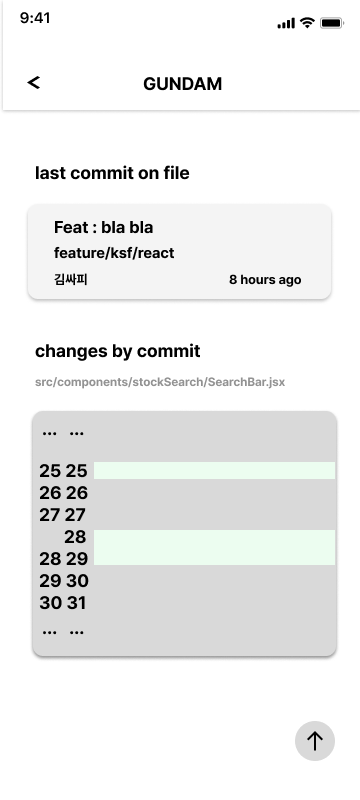 9:41
< GUNDAM
last commit on file
Feat : bla bla
feature/ksf/react
김싸피 8 hours ago
changes by commit
src/components/stockSearch/SearchBar.jsx
... ...
25 25
26 26
27 27
28
28 29
29 30
30 31
... ...